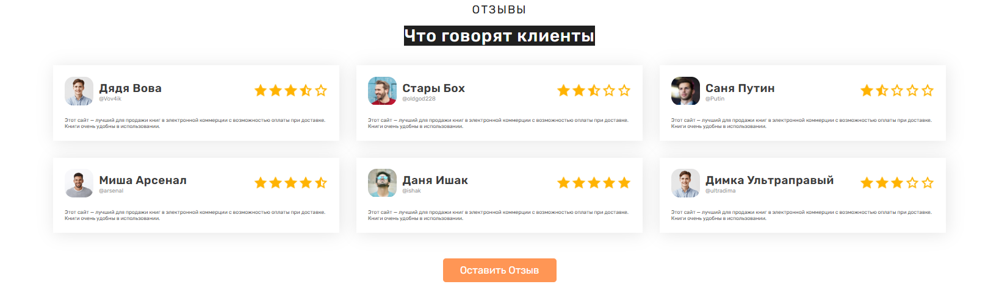 ОТЗЫВЫ
Что говорят клиенты
Дядя Вова
@Vov4ik
Этот сайт — лучший для продажи книг в электронной коммерции с возможностью оплаты при доставке.
Книги очень удобны в использовании.
Стары Бох
@oldgod228
Этот сайт — лучший для продажи книг в электронной коммерции с возможностью оплаты при доставке.
Книги очень удобны в использовании.
Саня Путин
@Putin
Этот сайт — лучший для продажи книг в электронной коммерции с возможностью оплаты при доставке.
Книги очень удобны в использовании.
Миша Арсенал
@arsenal
Этот сайт — лучший для продажи книг в электронной коммерции с возможностью оплаты при доставке.
Книги очень удобны в использовании.
Даня Ишак
@ishak
Этот сайт — лучший для продажи книг в электронной коммерции с возможностью оплаты при доставке.
Книги очень удобны в использовании.
Димка Ультраправый
@ultradima
Этот сайт — лучший для продажи книг в электронной коммерции с возможностью оплаты при доставке.
Книги очень удобны в использовании.
Оставить Отзыв